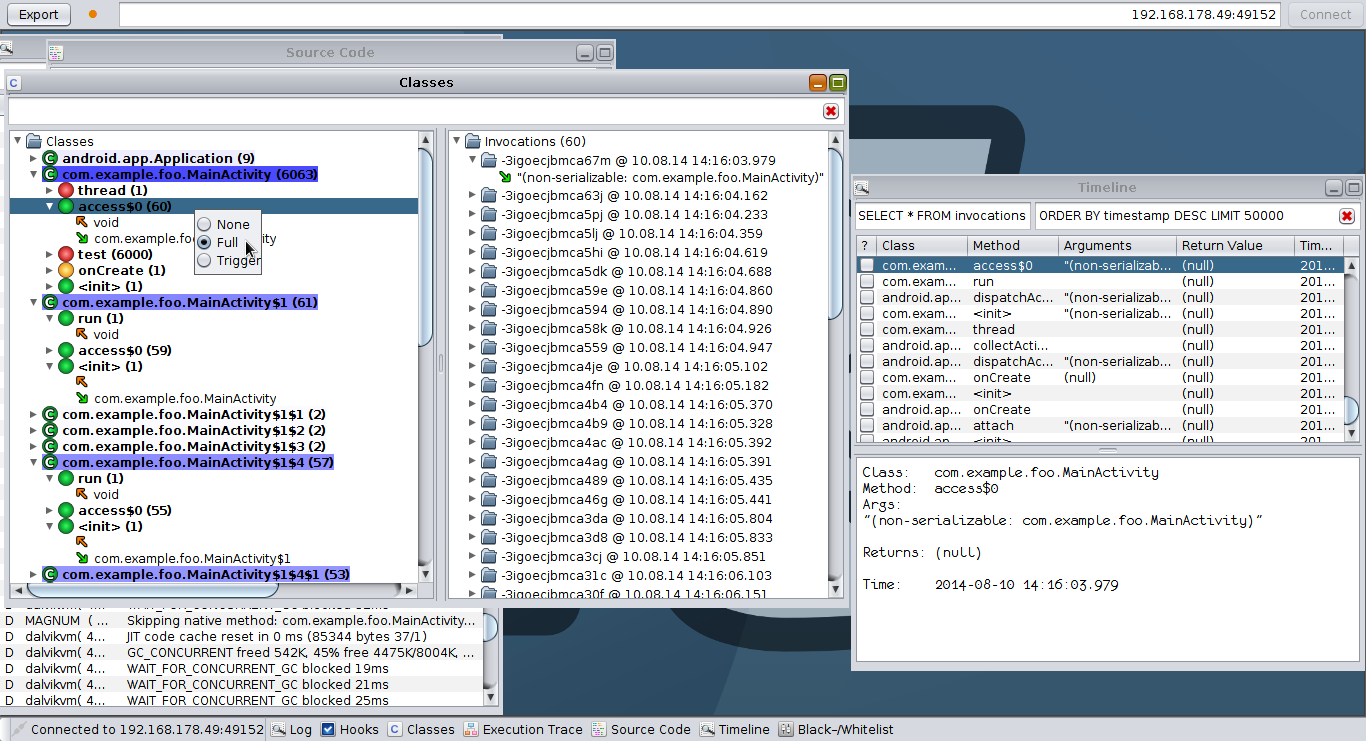 Export
192.168.178.49:49152
Connect
Source Code
Classes
Classes
android.app.Application (9)
com.example.foo.MainActivity (6063)
thread (1)
access$0 (60)
void
com.example.fo
ity
None
Full
Trigger
test (6000)
onCreate (1)
<init> (1)
com.example.foo.MainActivity$1 (61)
run (1)
void
access$0 (59)
<init> (1)
com.example.foo.MainActivity
com.example.foo.MainActivity$1$1 (2)
com.example.foo.MainActivity$1$2 (2)
com.example.foo.MainActivity$1$3 (2)
com.example.foo.MainActivity$1$4 (57)
run (1)
void
access$0 (55)
<init> (1)
com.example.foo.MainActivity$1
com.example.foo.MainActivity$1$4$1 (53)
Invocations (60)
-3igoecjbmca67m @ 10.08.14 14:16:03.979
"(non-serializable: com.example.foo.MainActivity)"
-3igoecjbmca63j @ 10.08.14 14:16:04.162
-3igoecjbmca5pj @ 10.08.14 14:16:04.233
-3igoecjbmca5lj @ 10.08.14 14:16:04.359
-3igoecjbmca5hi @ 10.08.14 14:16:04.619
-3igoecjbmca5dk @ 10.08.14 14:16:04.688
-3igoecjbmca59e @ 10.08.14 14:16:04.860
-3igoecjbmca594 @ 10.08.14 14:16:04.890
-3igoecjbmca58k @ 10.08.14 14:16:04.926
-3igoecjbmca559 @ 10.08.14 14:16:04.947
-3igoecjbmca4je @ 10.08.14 14:16:05.102
-3igoecjbmca4fn @ 10.08.14 14:16:05.182
-3igoecjbmca4b4 @ 10.08.14 14:16:05.370
-3igoecjbmca4b9 @ 10.08.14 14:16:05.328
-3igoecjbmca4ac @ 10.08.14 14:16:05.392
-3igoecjbmca4ag @ 10.08.14 14:16:05.391
-3igoecjbmca489 @ 10.08.14 14:16:05.435
-3igoecjbmca46g @ 10.08.14 14:16:05.441
-3igoecjbmca3da @ 10.08.14 14:16:05.804
-3igoecjbmca3d8 @ 10.08.14 14:16:05.833
-3igoecjbmca3cj @ 10.08.14 14:16:05.851
-3igoecjbmca31c @ 10.08.14 14:16:06.103
-3igoecjbmca30f @ 10.08.14 14:16:06.151
Timeline
SELECT * FROM invocations ORDER BY timestamp DESC LIMIT 50000
? Class Method Arguments Return Value Tim...
com.exam... access$0 "(non-serializab... (null) 201...
com.exam... run (null) 201...
android.ap... dispatchAc... "(non-serializab... (null) 201...
com.exam... <init> "(non-serializab... (null) 201...
com.exam... thread (null) 201...
android.ap... collectActi... (null) 201...
android.ap... dispatchAc... "(non-serializab... (null) 201...
com.exam... onCreate (null) (null) 201...
com.exam... <init> (null) 201...
android.ap... onCreate (null) 201...
android.ap... attach "(non-serializab... (null) 201...
android.ap... <init> (null) 201...
Class: com.example.foo.MainActivity
Method: access$0
Args:
"(non-serializable: com.example.foo.MainActivity)"
Returns: (null)
Time: 2014-08-10 14:16:03.979
D MAGNUM ( ... Skipping native method: com.example.foo.MainActivity...
D dalvikvm( 4... JIT code cache reset in 0 ms (85344 bytes 37/1)
D dalvikvm( 4... GC_CONCURRENT freed 542K, 45% free 4475K/8004K, ...
D dalvikvm( 4... WAIT_FOR_CONCURRENT_GC blocked 19ms
D dalvikvm( 4... WAIT_FOR_CONCURRENT_GC blocked 21ms
D dalvikvm( 4... WAIT_FOR_CONCURRENT_GC blocked 25ms
Connected to 192.168.178.49:49152 Log Hooks Classes Execution Trace Source Code Timeline Black-/Whitelist